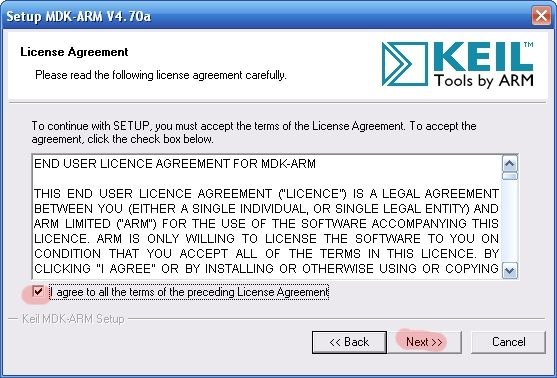 Setup MDK-ARM V4.70a
License Agreement
Please read the following license agreement carefully.
KEIL™
Tools by ARM
To continue with SETUP, you must accept the terms of the License Agreement. To accept the
agreement, click the check box below.
END USER LICENCE AGREEMENT FOR MDK-ARM
THIS END USER LICENCE AGREEMENT ("LICENCE") IS A LEGAL AGREEMENT
BETWEEN YOU (EITHER A SINGLE INDIVIDUAL, OR SINGLE LEGAL ENTITY) AND
ARM LIMITED ("ARM") FOR THE USE OF THE SOFTWARE ACCOMPANYING THIS
LICENCE. ARM IS ONLY WILLING TO LICENSE THE SOFTWARE TO YOU ON
CONDITION THAT YOU ACCEPT ALL OF THE TERMS IN THIS LICENCE. BY
CLICKING "I AGREE" OR BY INSTALLING OR OTHERWISE USING OR COPYING
I agree to all the terms of the preceding License Agreement
Keil MDK-ARM Setup
<< Back
Next >>
Cancel